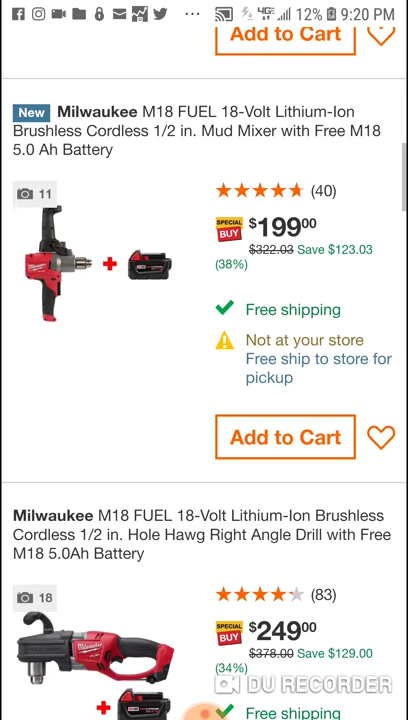 12% 9:20 PM
Add to Cart
New Milwaukee M18 FUEL 18-Volt Lithium-Ion
Brushless Cordless 1/2 in. Mud Mixer with Free M18
5.0 Ah Battery
11
(40)
SPECIAL BUY $199.00
$322.03 Save $123.03
(38%)
Free shipping
Not at your store
Free ship to store for
pickup
Add to Cart
Milwaukee M18 FUEL 18-Volt Lithium-Ion Brushless
Cordless 1/2 in. Hole Hawg Right Angle Drill with Free
M18 5.0Ah Battery
18
(83)
SPECIAL BUY $249.00
$378.00 Save $129.00
(34%)
DU RECORDER
Free shipping